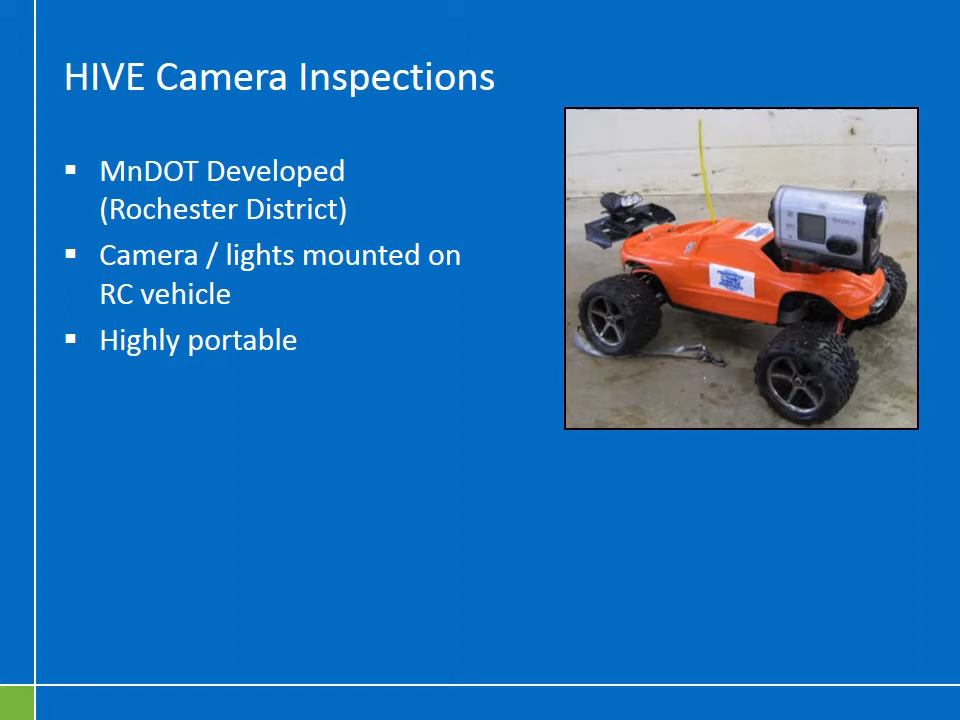 HIVE Camera Inspections
▪ MnDOT Developed
(Rochester District)
▪ Camera / lights mounted on
RC vehicle
▪ Highly portable